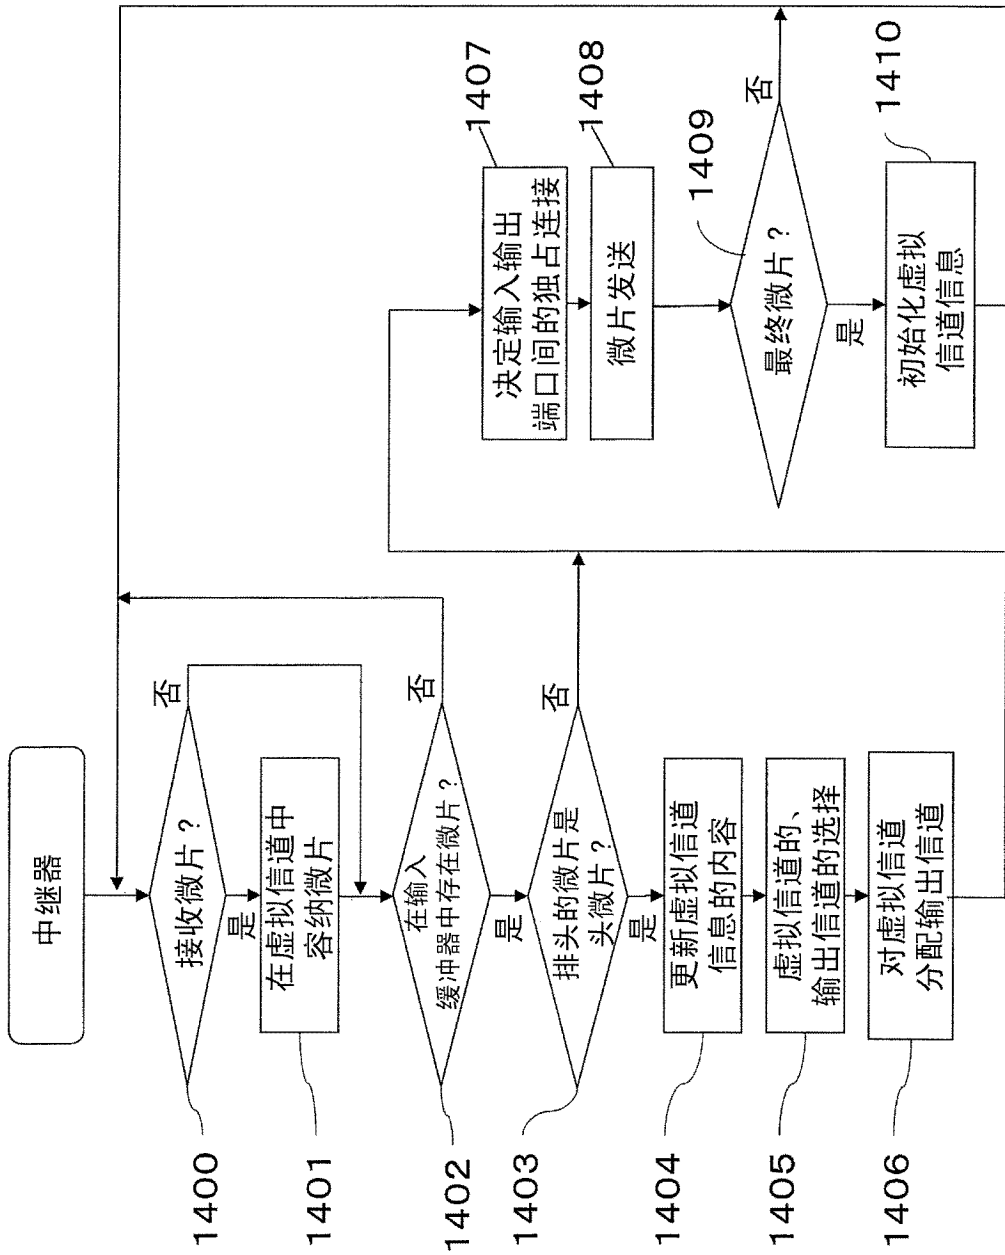 中继器
接收微片？
否
是
1400
在虚拟信道中
容纳微片
1401
在输入
缓冲器中存在微片？
否
是
1402
排头的微片是
头微片？
否
是
1403
更新虚拟信道
信息的内容
1404
虚拟信道的、
输出信道的选择
1405
对虚拟信道
分配输出信道
1406
决定输入输出
端口间的独占连接
1407
微片发送
1408
最终微片？
否
是
1409
初始化虚拟
信道信息
1410